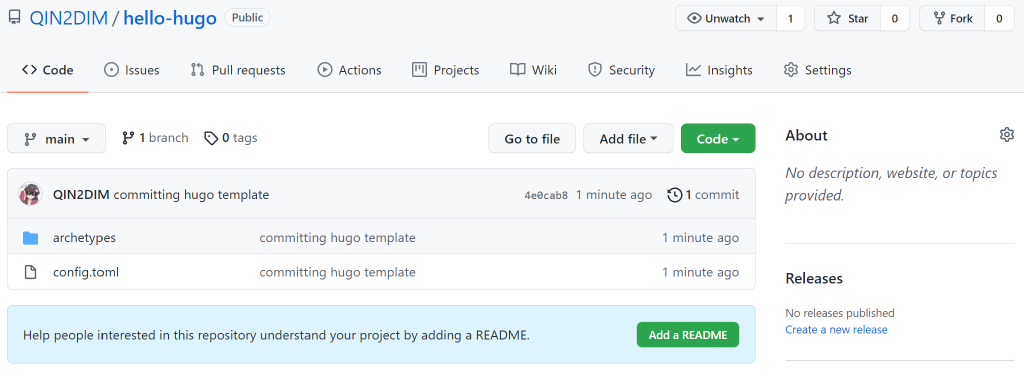 QIN2DIM / hello-hugo Public Unwatch 1 Star 0 Fork 0
Code Issues Pull requests Actions Projects Wiki Security Insights Settings
main 1 branch 0 tags Go to file Add file Code
QIN2DIM committing hugo template 4e0cab8 1 minute ago 1 commit
archetypes committing hugo template 1 minute ago
config.toml committing hugo template 1 minute ago
Help people interested in this repository understand your project by adding a README. Add a README
About
No description, website, or topics
provided.
Releases
No releases published
Create a new release